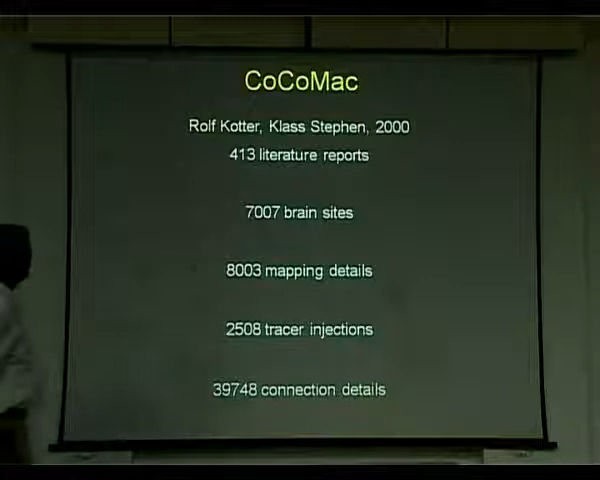 CoCoMac
Rolf Kotter, Klass Stephen, 2000
413 literature reports
7007 brain sites
8003 mapping details
2508 tracer injections
39748 connection details